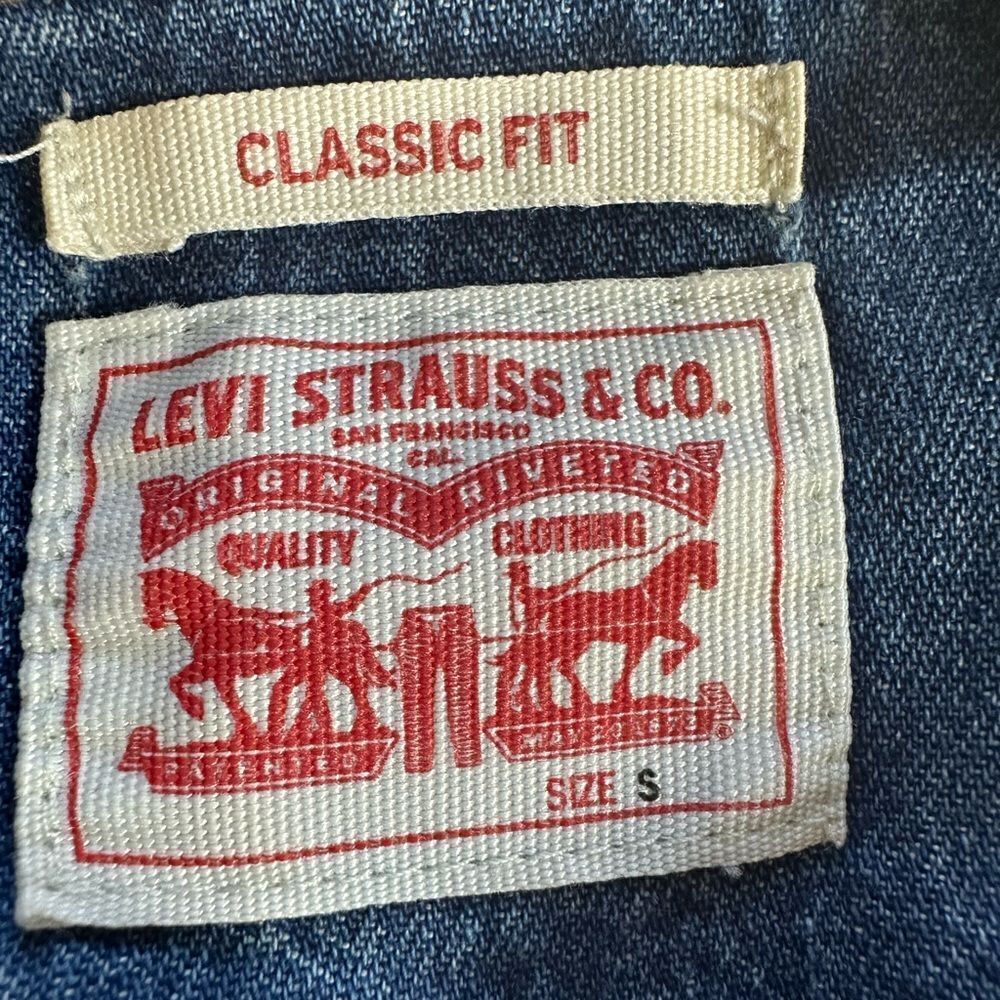 CLASSIC FIT
LEVI STRAUSS & CO.
SAN FRANCISCO
CAL.
ORIGINAL RIVETED
QUALITY CLOTHING
SIZE S